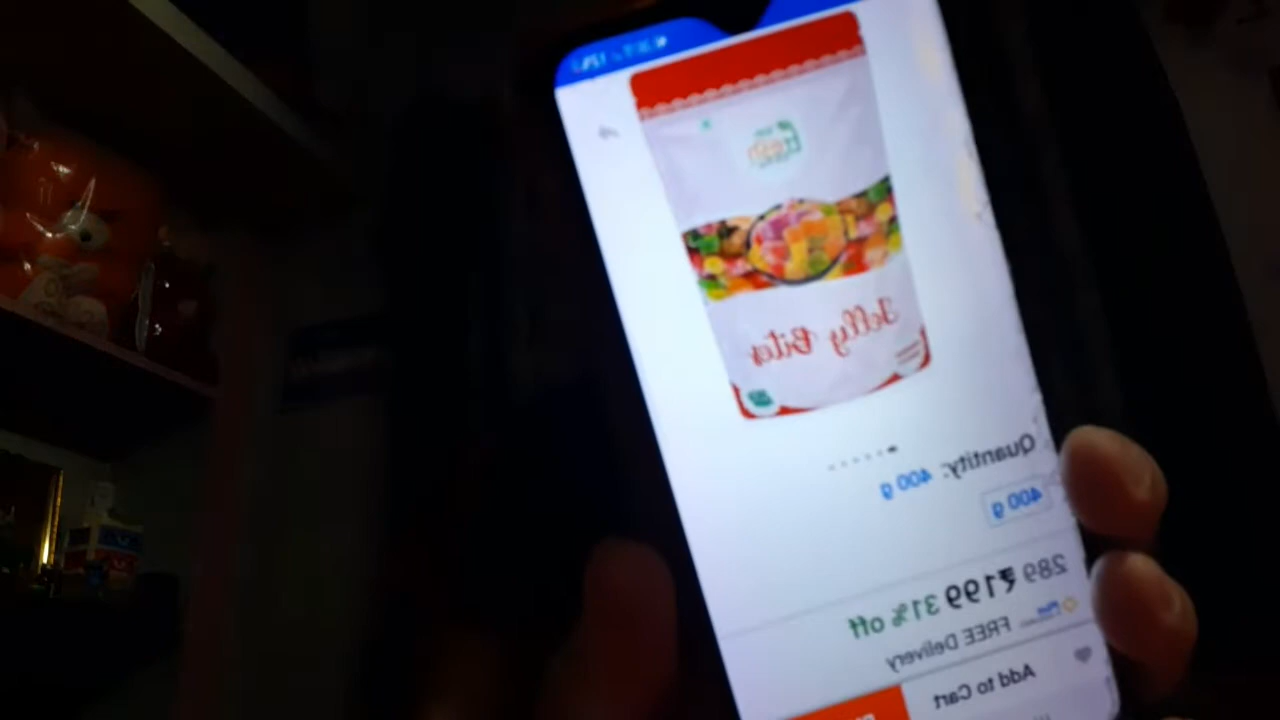 Jelly Bites
Quantity: 400 g
400 g
289 ₹199 31% off
FREE Delivery
Add to Cart